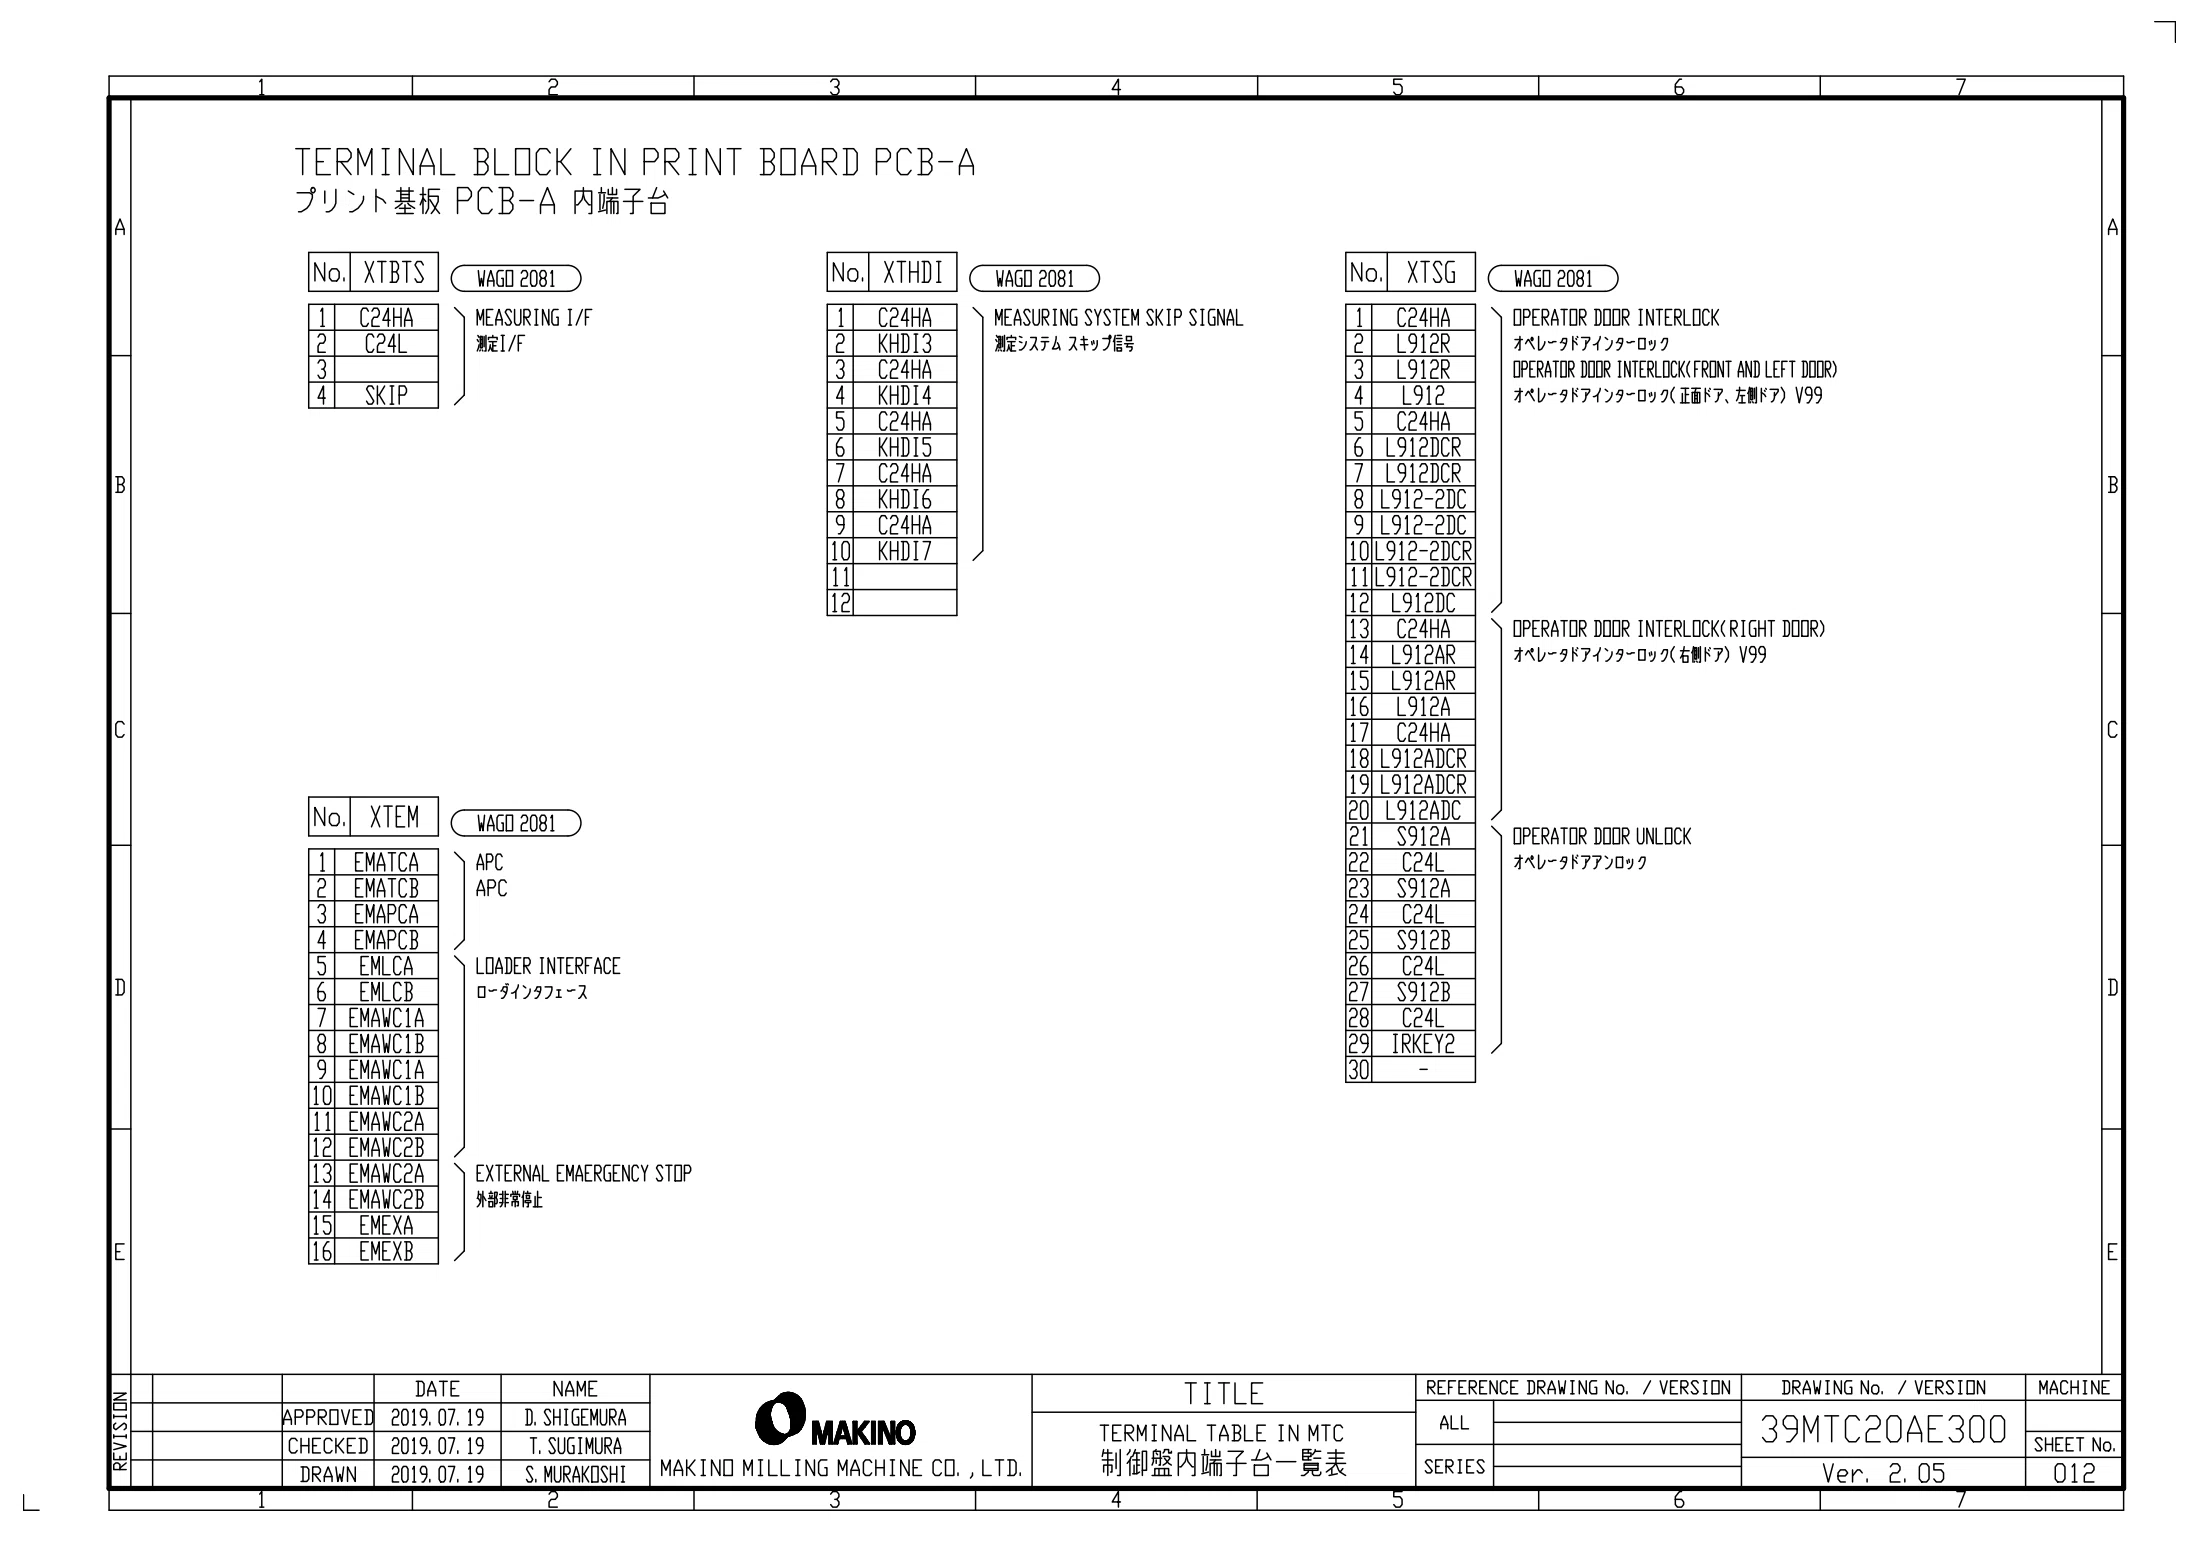 1 2 3 4 5 6 7
TERMINAL BLOCK IN PRINT BOARD PCB-A
プリント基板 PCB-A 内端子台
A A
B B
C C
D D
E E
No. XTBTS WAGO 2081
1 C24HA MEASURING I/F
2 C24L 測定I/F
3
4 SKIP
No. XTHDI WAGO 2081
1 C24HA MEASURING SYSTEM SKIP SIGNAL
2 KHDI3 測定システム スキップ信号
3 C24HA
4 KHDI4
5 C24HA
6 KHDI5
7 C24HA
8 KHDI6
9 C24HA
10 KHDI7
11
12
No. XTSG WAGO 2081
1 C24HA OPERATOR DOOR INTERLOCK
2 L912R オペレータドアインターロック
3 L912R OPERATOR DOOR INTERLOCK(FRONT AND LEFT DOOR)
4 L912 オペレータドアインターロック(正面ドア、左側ドア) V99
5 C24HA
6 L912DCR
7 L912DCR
8 L912-2DC
9 L912-2DC
10 L912-2DCR
11 L912-2DCR
12 L912DC
13 C24HA OPERATOR DOOR INTERLOCK(RIGHT DOOR)
14 L912AR オペレータドアインターロック(右側ドア) V99
15 L912AR
16 L912A
17 C24HA
18 L912ADCR
19 L912ADCR
20 L912ADC
21 S912A OPERATOR DOOR UNLOCK
22 C24L オペレータドアアンロック
23 S912A
24 C24L
25 S912B
26 C24L
27 S912B
28 C24L
29 IRKEY2
30 -
No. XTEM WAGO 2081
1 EMATCA APC
2 EMATCB APC
3 EMAPCA
4 EMAPCB
5 EMLCA LOADER INTERFACE
6 EMLCB ローダインタフェース
7 EMAWC1A
8 EMAWC1B
9 EMAWC1A
10 EMAWC1B
11 EMAWC2A
12 EMAWC2B
13 EMAWC2A EXTERNAL EMAERGENCY STOP
14 EMAWC2B 外部非常停止
15 EMEXA
16 EMEXB
REVISION
DATE NAME
APPROVED 2019.07.19 D. SHIGEMURA
CHECKED 2019.07.19 T. SUGIMURA
DRAWN 2019.07.19 S. MURAKOSHI
MAKINO
MAKINO MILLING MACHINE CO.,LTD.
TITLE
TERMINAL TABLE IN MTC
制御盤内端子台一覧表
REFERENCE DRAWING No. / VERSION
ALL
SERIES
DRAWING No. / VERSION
39MTC20AE300
Ver. 2.05
MACHINE
SHEET No.
012
1 2 3 4 5 6 7